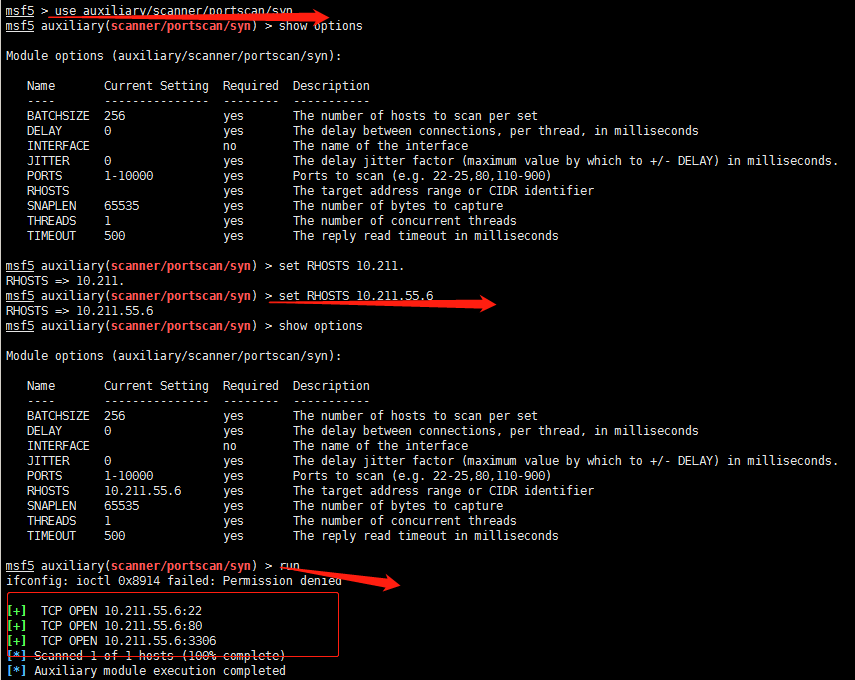 msf5 > use auxiliary/scanner/portscan/syn
msf5 auxiliary(scanner/portscan/syn) > show options
Module options (auxiliary/scanner/portscan/syn):
Name Current Setting Required Description
---- --------------- -------- -----------
BATCHSIZE 256 yes The number of hosts to scan per set
DELAY 0 yes The delay between connections, per thread, in milliseconds
INTERFACE no The name of the interface
JITTER 0 yes The delay jitter factor (maximum value by which to +/- DELAY) in milliseconds.
PORTS 1-10000 yes Ports to scan (e.g. 22-25,80,110-900)
RHOSTS yes The target address range or CIDR identifier
SNAPLEN 65535 yes The number of bytes to capture
THREADS 1 yes The number of concurrent threads
TIMEOUT 500 yes The reply read timeout in milliseconds
msf5 auxiliary(scanner/portscan/syn) > set RHOSTS 10.211.
RHOSTS => 10.211.
msf5 auxiliary(scanner/portscan/syn) > set RHOSTS 10.211.55.6
RHOSTS => 10.211.55.6
msf5 auxiliary(scanner/portscan/syn) > show options
Module options (auxiliary/scanner/portscan/syn):
Name Current Setting Required Description
---- --------------- -------- -----------
BATCHSIZE 256 yes The number of hosts to scan per set
DELAY 0 yes The delay between connections, per thread, in milliseconds
INTERFACE no The name of the interface
JITTER 0 yes The delay jitter factor (maximum value by which to +/- DELAY) in milliseconds.
PORTS 1-10000 yes Ports to scan (e.g. 22-25,80,110-900)
RHOSTS 10.211.55.6 yes The target address range or CIDR identifier
SNAPLEN 65535 yes The number of bytes to capture
THREADS 1 yes The number of concurrent threads
TIMEOUT 500 yes The reply read timeout in milliseconds
msf5 auxiliary(scanner/portscan/syn) > run
ifconfig: ioctl 0x8914 failed: Permission denied
[+] TCP OPEN 10.211.55.6:22
[+] TCP OPEN 10.211.55.6:80
[+] TCP OPEN 10.211.55.6:3306
[*] Scanned 1 of 1 hosts (100% complete)
[*] Auxiliary module execution completed